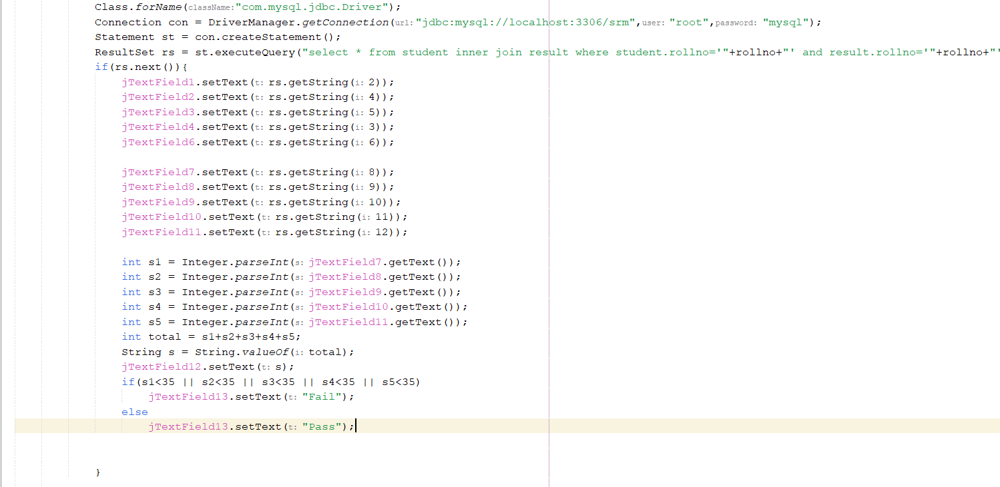 Class.forName(className:"com.mysql.jdbc.Driver");
Connection con = DriverManager.getConnection(url:"jdbc:mysql://localhost:3306/srm",user: "root",password: "mysql");
Statement st = con.createStatement();
ResultSet rs = st.executeQuery("select * from student inner join result where student.rollno='"+rollno+"' and result.rollno='"+rollno+"'
if(rs.next()){
jTextField1.setText(t: rs.getString(i: 2));
jTextField2.setText(t: rs.getString(i: 4));
jTextField3.setText(t: rs.getString(i: 5));
jTextField4.setText(t: rs.getString(i: 3));
jTextField6.setText(t: rs.getString(i: 6));
jTextField7.setText(t: rs.getString(i: 8));
jTextField8.setText(t: rs.getString(i: 9));
jTextField9.setText(t: rs.getString(i: 10));
jTextField10.setText(t: rs.getString(i: 11));
jTextField11.setText(t: rs.getString(i: 12));
int s1 = Integer.parseInt(s: jTextField7.getText());
int s2 = Integer.parseInt(s: jTextField8.getText());
int s3 = Integer.parseInt(s: jTextField9.getText());
int s4 = Integer.parseInt(s: jTextField10.getText());
int s5 = Integer.parseInt(s: jTextField11.getText());
int total = s1+s2+s3+s4+s5;
String s = String.valueOf(i: total);
jTextField12.setText(t: s);
if(s1<35 || s2<35 || s3<35 || s4<35 || s5<35)
jTextField13.setText(t: "Fail");
else
jTextField13.setText(t: "Pass");
}